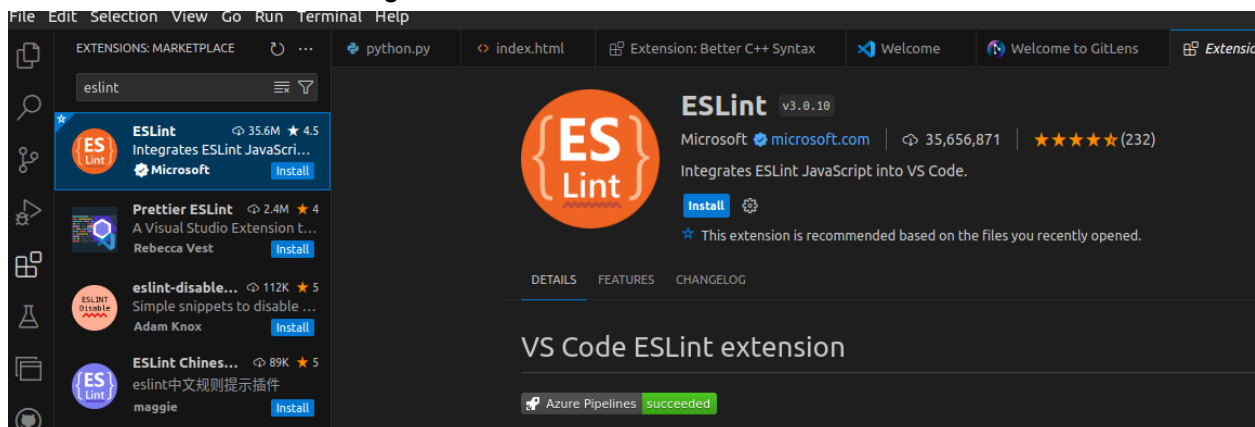 File Edit Selection View Go Run Terminal Help
EXTENSIONS: MARKETPLACE
python.py
index.html
Extension: Better C++ Syntax
Welcome
Welcome to GitLens
Extensio
eslint
ESLint 35.6M ★ 4.5
Integrates ESLint JavaScri...
Microsoft Install
Prettier ESLint 2.4M ★ 4
A Visual Studio Extension t...
Rebecca Vest Install
eslint-disable... 112K ★ 5
Simple snippets to disable ...
Adam Knox Install
ESLint Chines... 89K ★ 5
eslint中文规则提示插件
maggie Install
{ES}
Lint
{ES}
Lint
ESLINT
Disable
{ES}
Lint
ESLint v3.0.10
Microsoft microsoft.com | 35,656,871 | ★★★★★(232)
Integrates ESLint JavaScript into VS Code.
Install
This extension is recommended based on the files you recently opened.
DETAILS FEATURES CHANGELOG
VS Code ESLint extension
Azure Pipelines succeeded